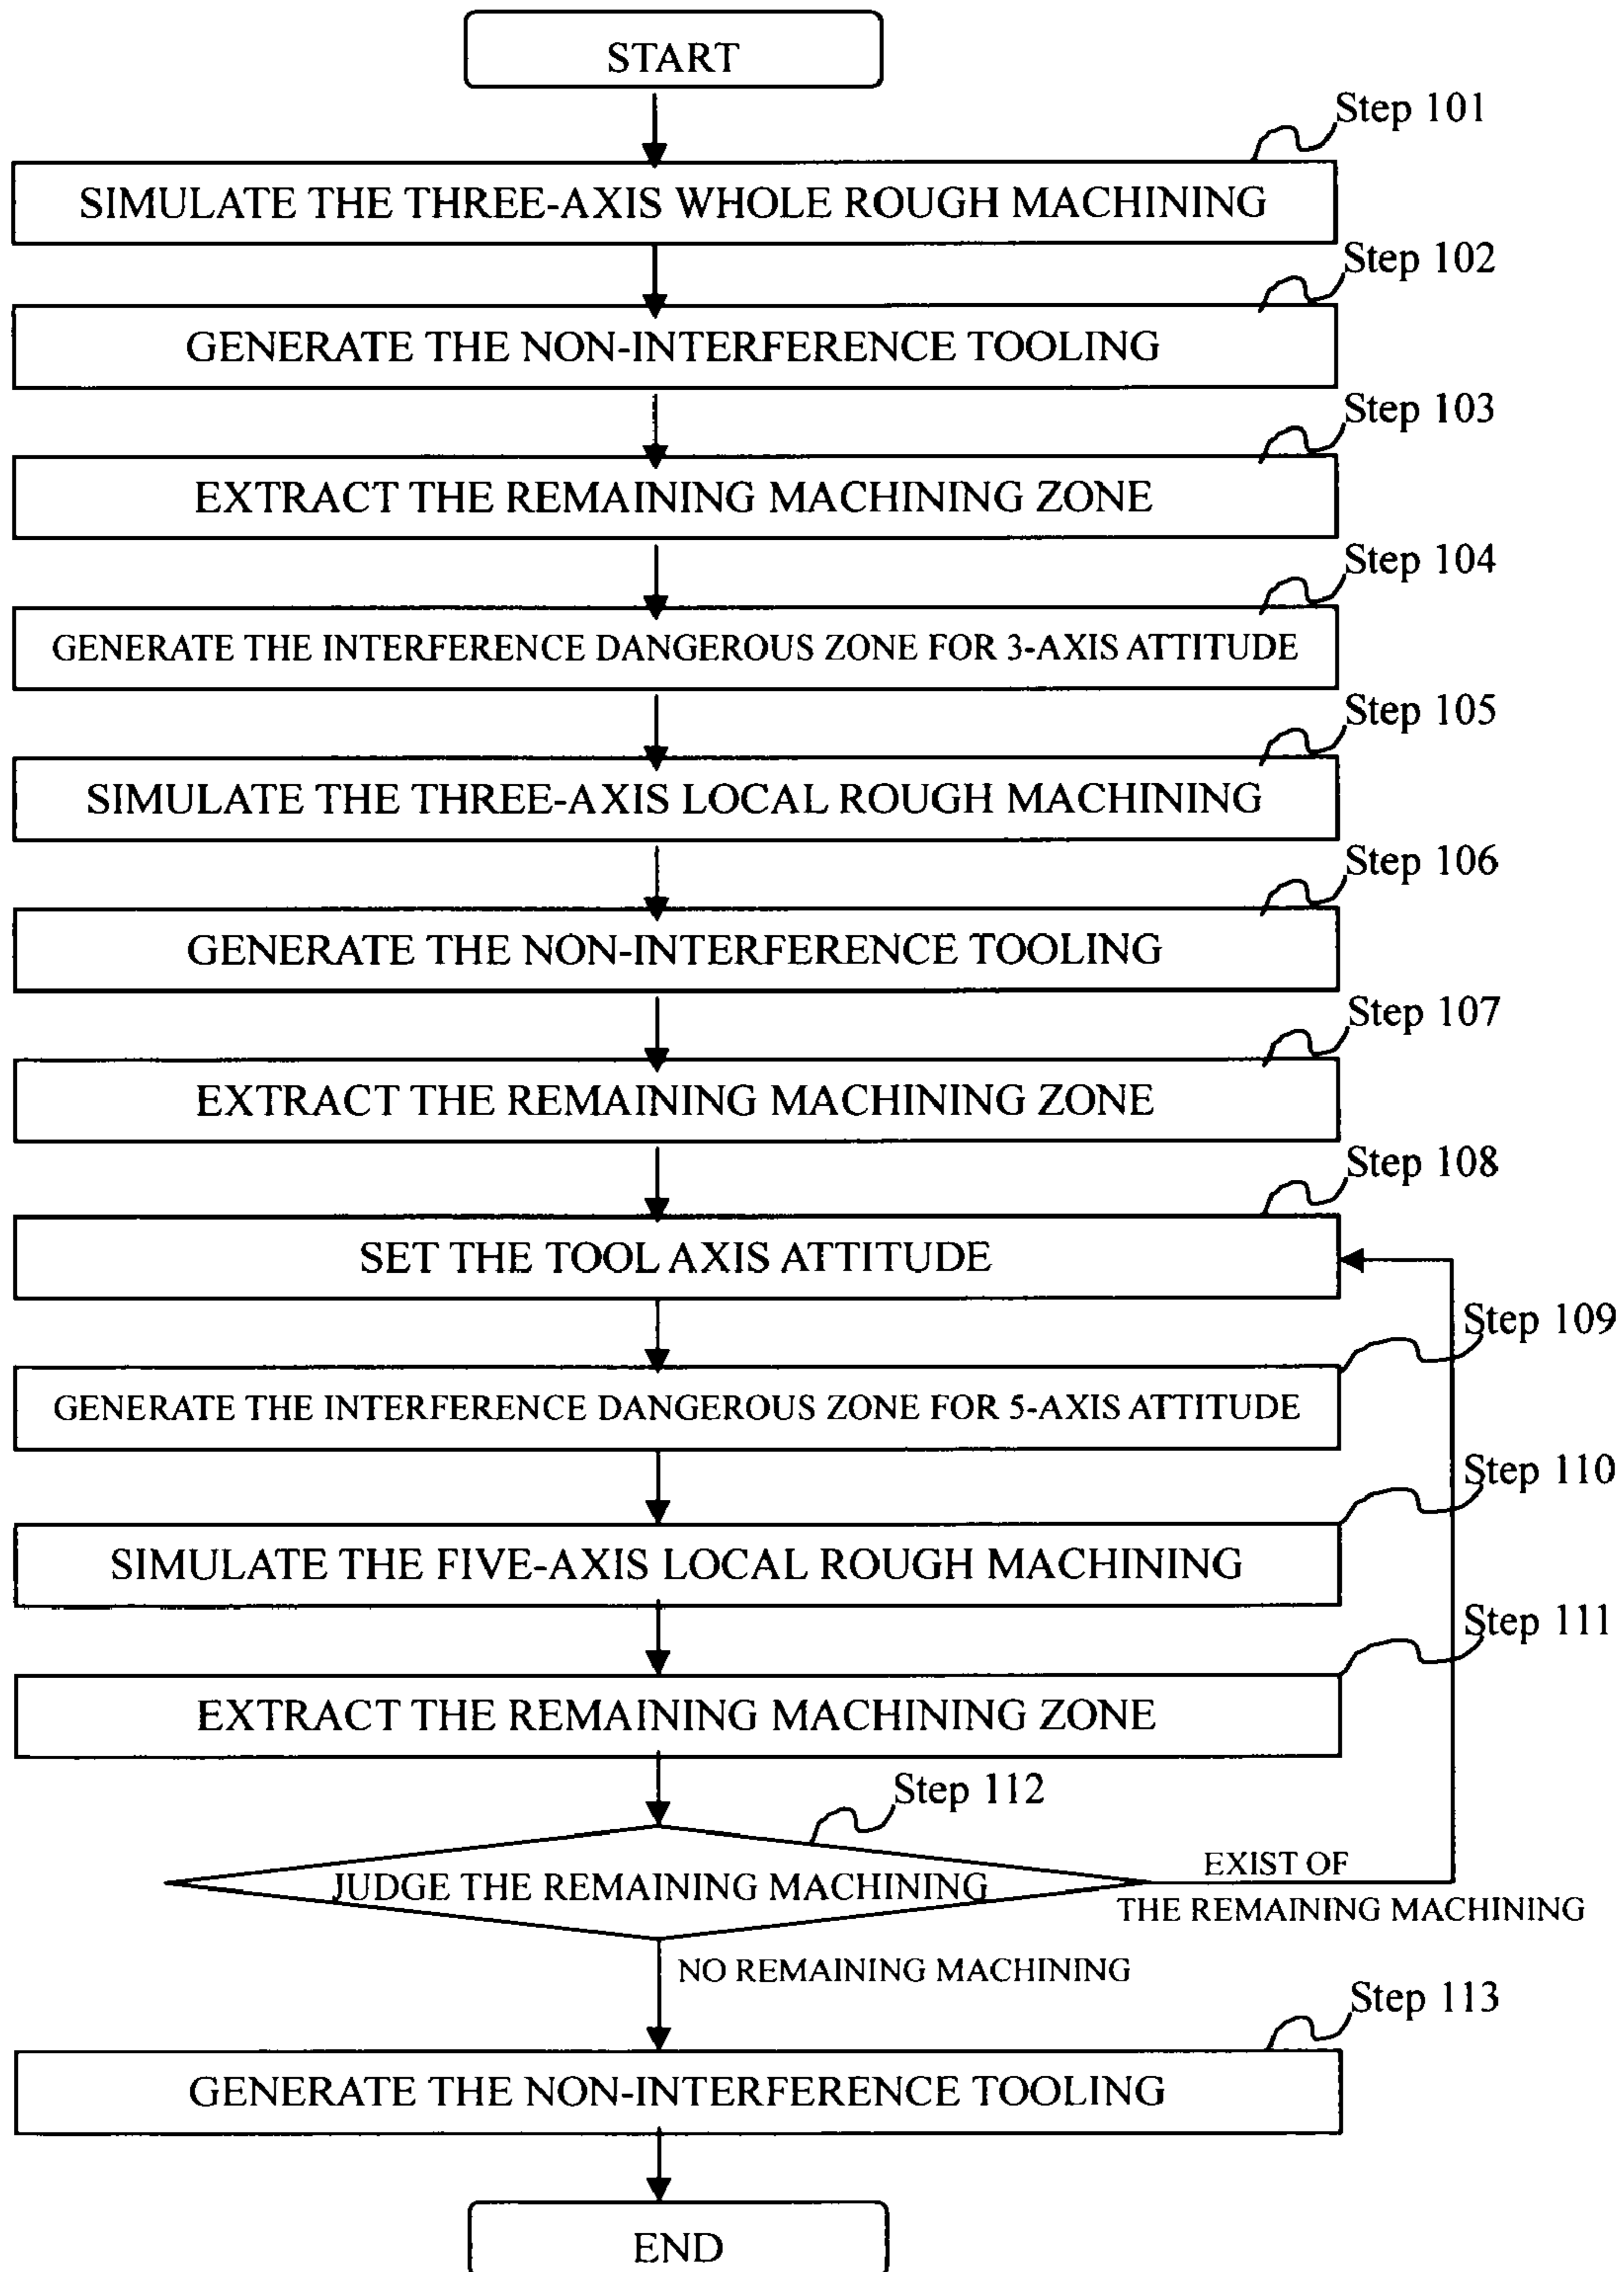 START
Step 101
SIMULATE THE THREE-AXIS WHOLE ROUGH MACHINING
Step 102
GENERATE THE NON-INTERFERENCE TOOLING
Step 103
EXTRACT THE REMAINING MACHINING ZONE
Step 104
GENERATE THE INTERFERENCE DANGEROUS ZONE FOR 3-AXIS ATTITUDE
Step 105
SIMULATE THE THREE-AXIS LOCAL ROUGH MACHINING
Step 106
GENERATE THE NON-INTERFERENCE TOOLING
Step 107
EXTRACT THE REMAINING MACHINING ZONE
Step 108
SET THE TOOL AXIS ATTITUDE
Step 109
GENERATE THE INTERFERENCE DANGEROUS ZONE FOR 5-AXIS ATTITUDE
Step 110
SIMULATE THE FIVE-AXIS LOCAL ROUGH MACHINING
Step 111
EXTRACT THE REMAINING MACHINING ZONE
Step 112
JUDGE THE REMAINING MACHINING
EXIST OF
THE REMAINING MACHINING
NO REMAINING MACHINING
Step 113
GENERATE THE NON-INTERFERENCE TOOLING
END